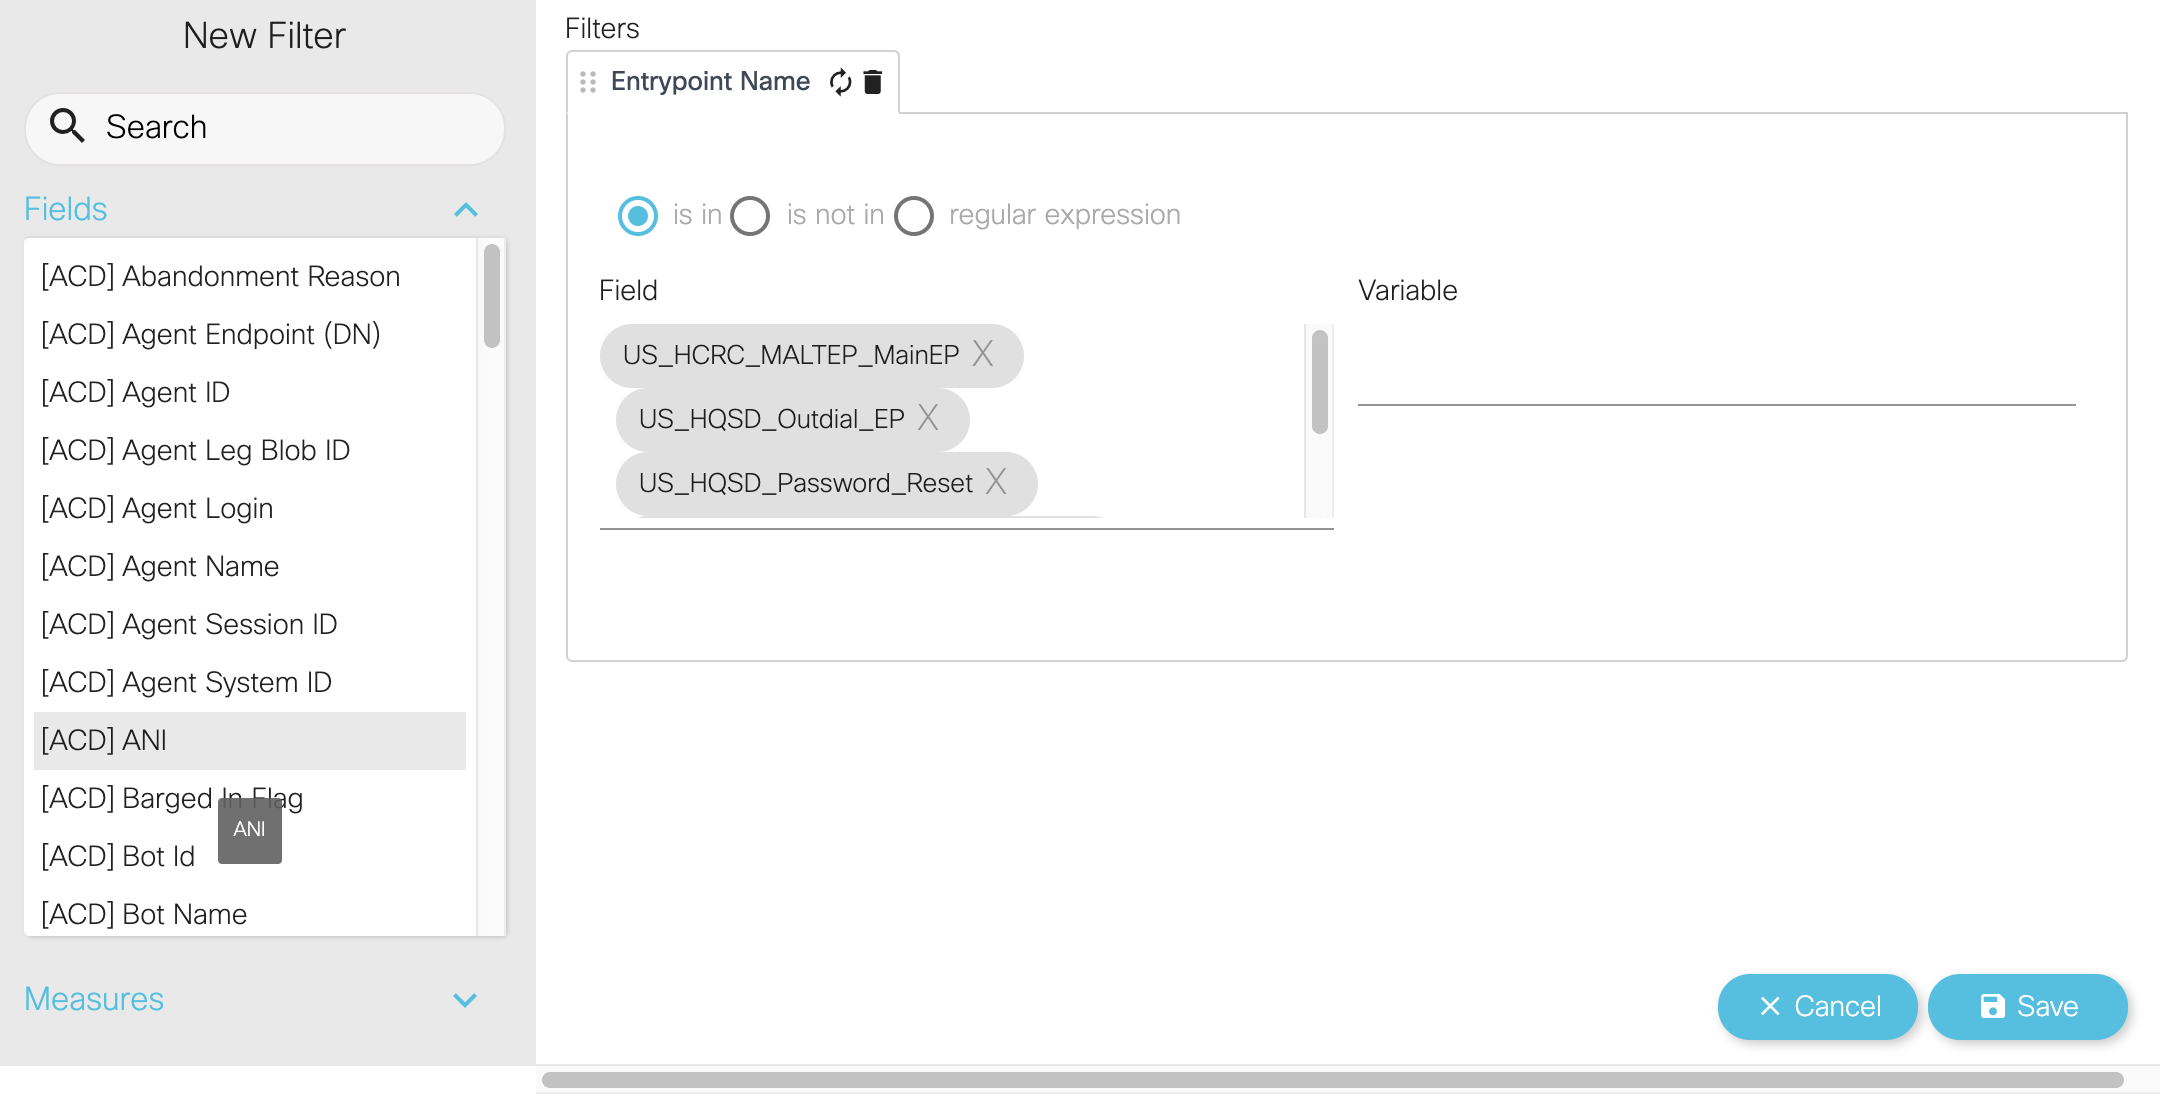 New Filter
Search
Fields
[ACD] Abandonment Reason
[ACD] Agent Endpoint (DN)
[ACD] Agent ID
[ACD] Agent Leg Blob ID
[ACD] Agent Login
[ACD] Agent Name
[ACD] Agent Session ID
[ACD] Agent System ID
[ACD] ANI
[ACD] Barged In Flag
ANI
[ACD] Bot Id
[ACD] Bot Name
Measures
Filters
Entrypoint Name
is in is not in regular expression
Field
US_HCRC_MALTEP_MainEP X
US_HQSD_Outdial_EP X
US_HQSD_Password_Reset X
Variable
Cancel
Save